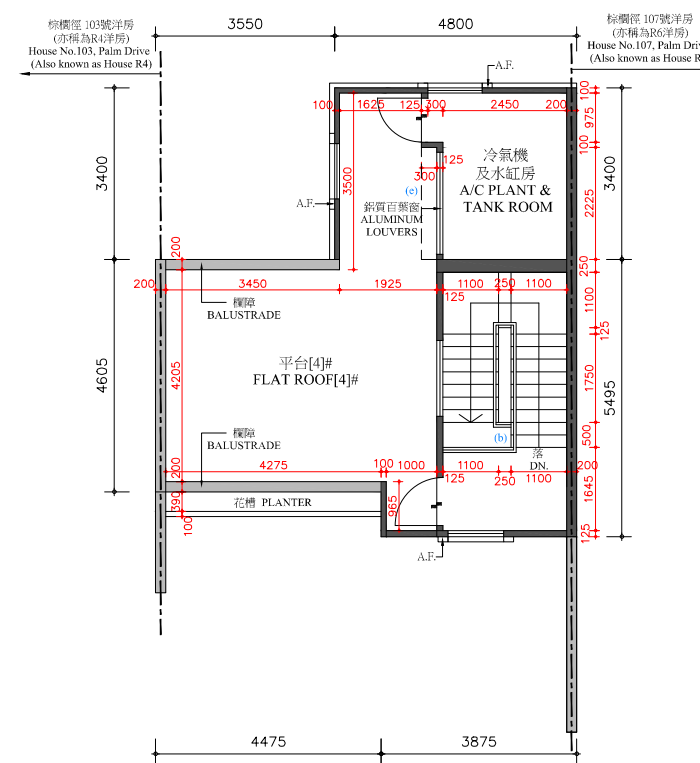 3550
4800
棕櫚徑 103號洋房
(亦稱為R4洋房)
House No.103, Palm Drive
(Also known as House R4)
棕櫚徑 107號洋房
(亦稱為R6洋房)
House No.107, Palm Driv
(Also known as House R
A.F.
100
1625
125
300
2450
200
100
975
100
3400
3400
3500
125
300
(e)
冷氣機
及水缸房
A/C PLANT &
TANK ROOM
2225
A.F.
鋁質百葉窗
ALUMINUM
LOUVERS
200
250
200
3450
1925
125
1100
250
1100
1100
125
欄障
BALUSTRADE
4605
4205
平台[4]#
FLAT ROOF[4]#
1750
5495
欄障
BALUSTRADE
(b)
500
落
DN.
200
4275
100
1000
125
1100
250
1100
200
1645
390
花槽 PLANTER
965
100
125
A.F.
4475
3875